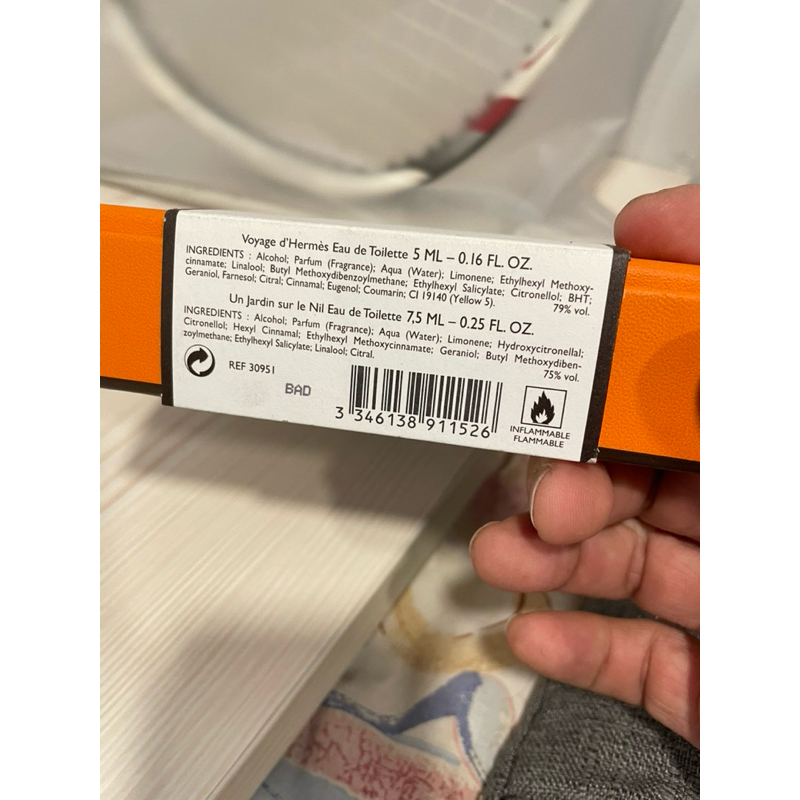 Voyage d'Hermès Eau de Toilette 5 ML – 0.16 FL. OZ.
INGREDIENTS : Alcohol; Parfum (Fragrance); Aqua (Water); Limonene; Ethylhexyl Methoxy-
cinnamate; Linalool; Butyl Methoxydibenzoylmethane; Ethylhexyl Salicylate; Citronellol; BHT;
Geraniol, Farnesol; Citral; Cinnamal; Eugenol; Coumarin; CI 19140 (Yellow 5).
79% vol.
Un Jardin sur le Nil Eau de Toilette 7,5 ML – 0.25 FL. OZ.
INGREDIENTS : Alcohol; Parfum (Fragrance); Aqua (Water); Limonene; Hydroxycitronellal;
Citronellol; Hexyl Cinnamal; Ethylhexyl Methoxycinnamate; Geraniol; Butyl Methoxydiben-
zoylmethane; Ethylhexyl Salicylate; Linalool; Citral.
75% vol.
REF 30951
BAD
3 346138 911526
INFLAMMABLE
FLAMMABLE